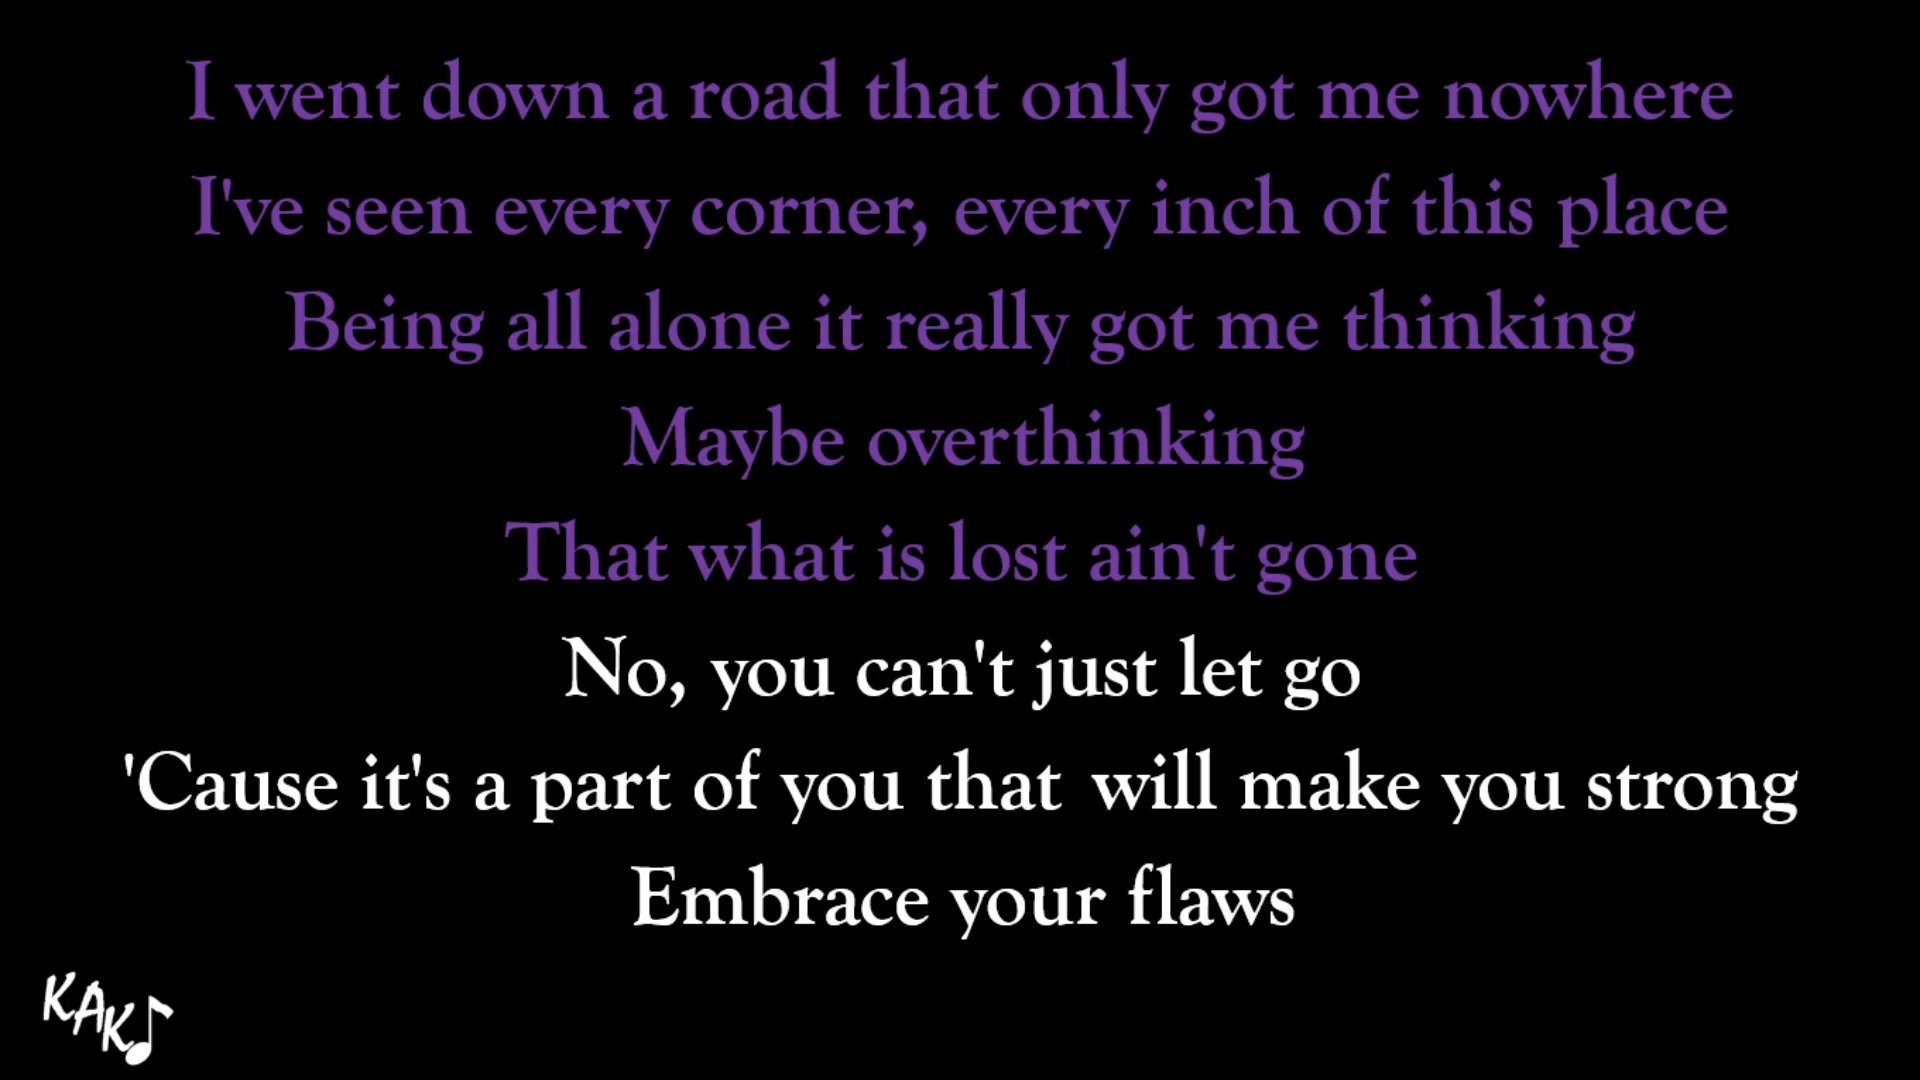 I went down a road that only got me nowhere
I've seen every corner, every inch of this place
Being all alone it really got me thinking
Maybe overthinking
That what is lost ain't gone
No, you can't just let go
'Cause it's a part of you that will make you strong
Embrace your flaws
KAK